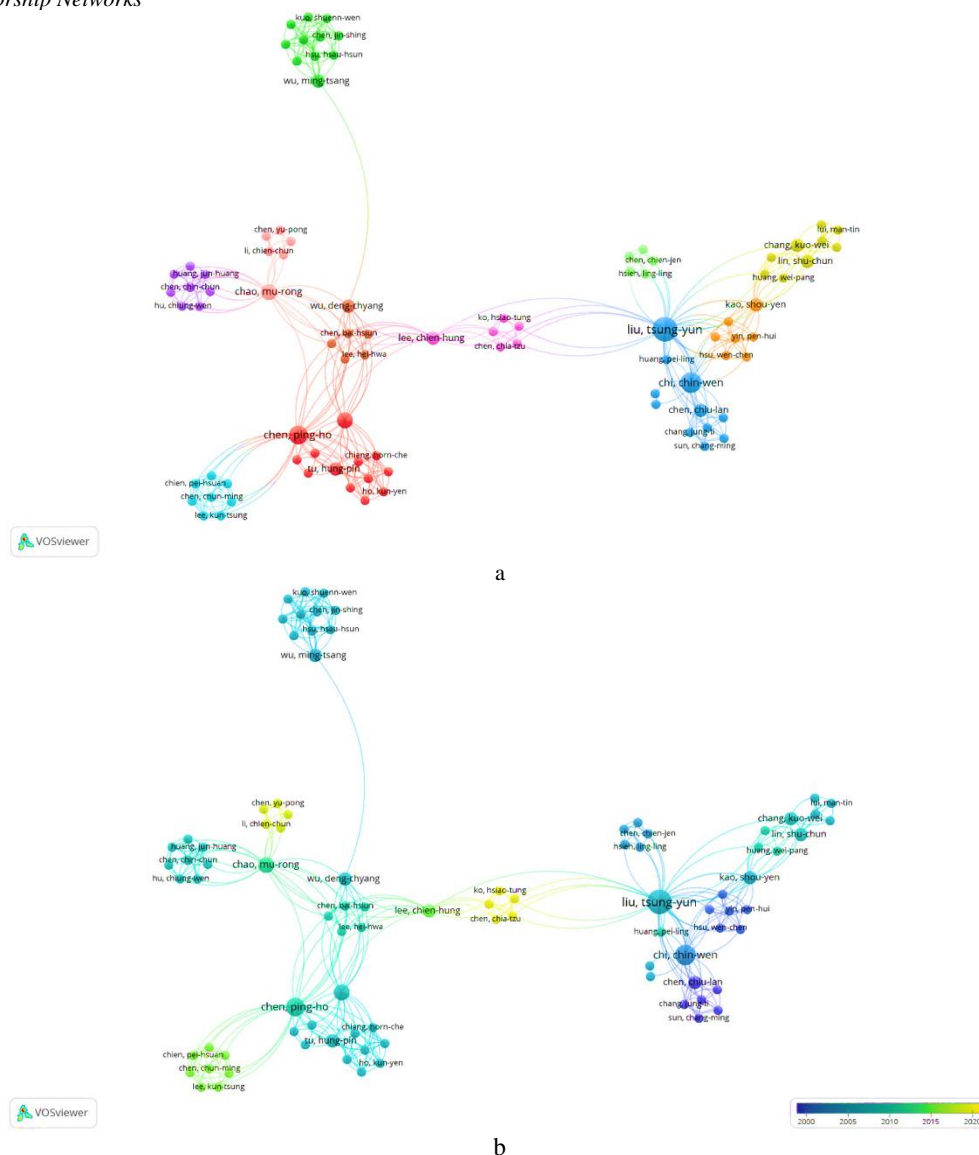 orship Networks
kuo, shuenn-wen
chen, jin-shing
hsu, hsau-hsun
wu, ming-tsang
chen, yu-pong
li, chien-chun
huang, jun-huang
chen, chin-chun
hu, chiung-wen
chao, mu-rong
wu, deng-chyang
chen, bai-hsiun
lee, hei-hwa
lee, chien-hung
ko, hsiao-tung
chen, chia-tzu
chen, chien-jen
hsieh, ling-ling
lui, man-tin
chang, kuo-wei
lin, shu-chun
huang, wei-pang
kao, shou-yen
liu, tsung-yun
yin, pen-hui
hsu, wen-chen
huang, pei-ling
chi, chin-wen
chen, chiu-lan
chang, jung-ti
sun, chang-ming
chen, ping-ho
tu, hung-pin
chiang, horn-che
ho, kun-yen
chien, pei-hsuan
chen, chun-ming
lee, kun-tsung
VOSviewer
a
kuo, shuenn-wen
chen, jin-shing
hsu, hsau-hsun
wu, ming-tsang
chen, yu-pong
li, chien-chun
huang, jun-huang
chen, chin-chun
hu, chiung-wen
chao, mu-rong
wu, deng-chyang
chen, bai-hsiun
lee, hei-hwa
lee, chien-hung
ko, hsiao-tung
chen, chia-tzu
chen, chien-jen
hsieh, ling-ling
lui, man-tin
chang, kuo-wei
lin, shu-chun
huang, wei-pang
kao, shou-yen
liu, tsung-yun
yin, pen-hui
hsu, wen-chen
huang, pei-ling
chi, chin-wen
chen, chiu-lan
chang, jung-ti
sun, chang-ming
chen, ping-ho
tu, hung-pin
chiang, horn-che
ho, kun-yen
chien, pei-hsuan
chen, chun-ming
lee, kun-tsung
VOSviewer
2000 2005 2010 2015 2020
b